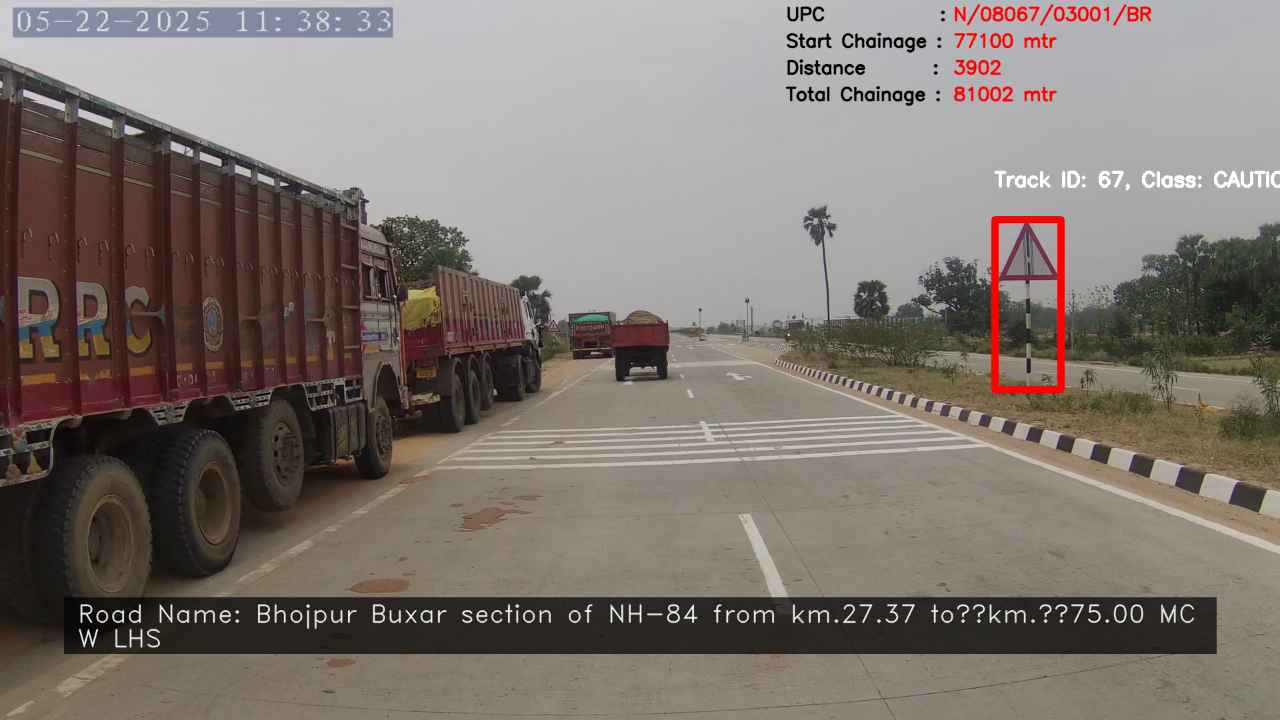 05-22-2025 11:38:33
UPC : N/08067/03001/BR
Start Chainage : 77100 mtr
Distance : 3902
Total Chainage : 81002 mtr
Track ID: 67, Class: CAUTIO
RRC
Road Name: Bhojpur Buxar section of NH-84 from km.27.37 to??km.??75.00 MC
W LHS